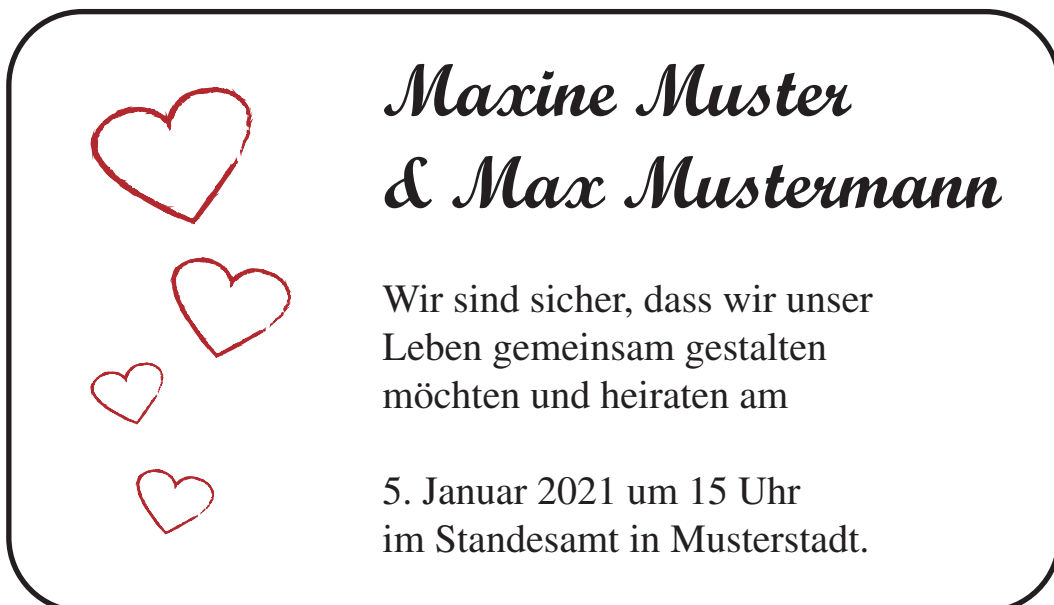 Maxine Muster
& Max Mustermann
Wir sind sicher, dass wir unser
Leben gemeinsam gestalten
möchten und heiraten am
5. Januar 2021 um 15 Uhr
im Standesamt in Musterstadt.